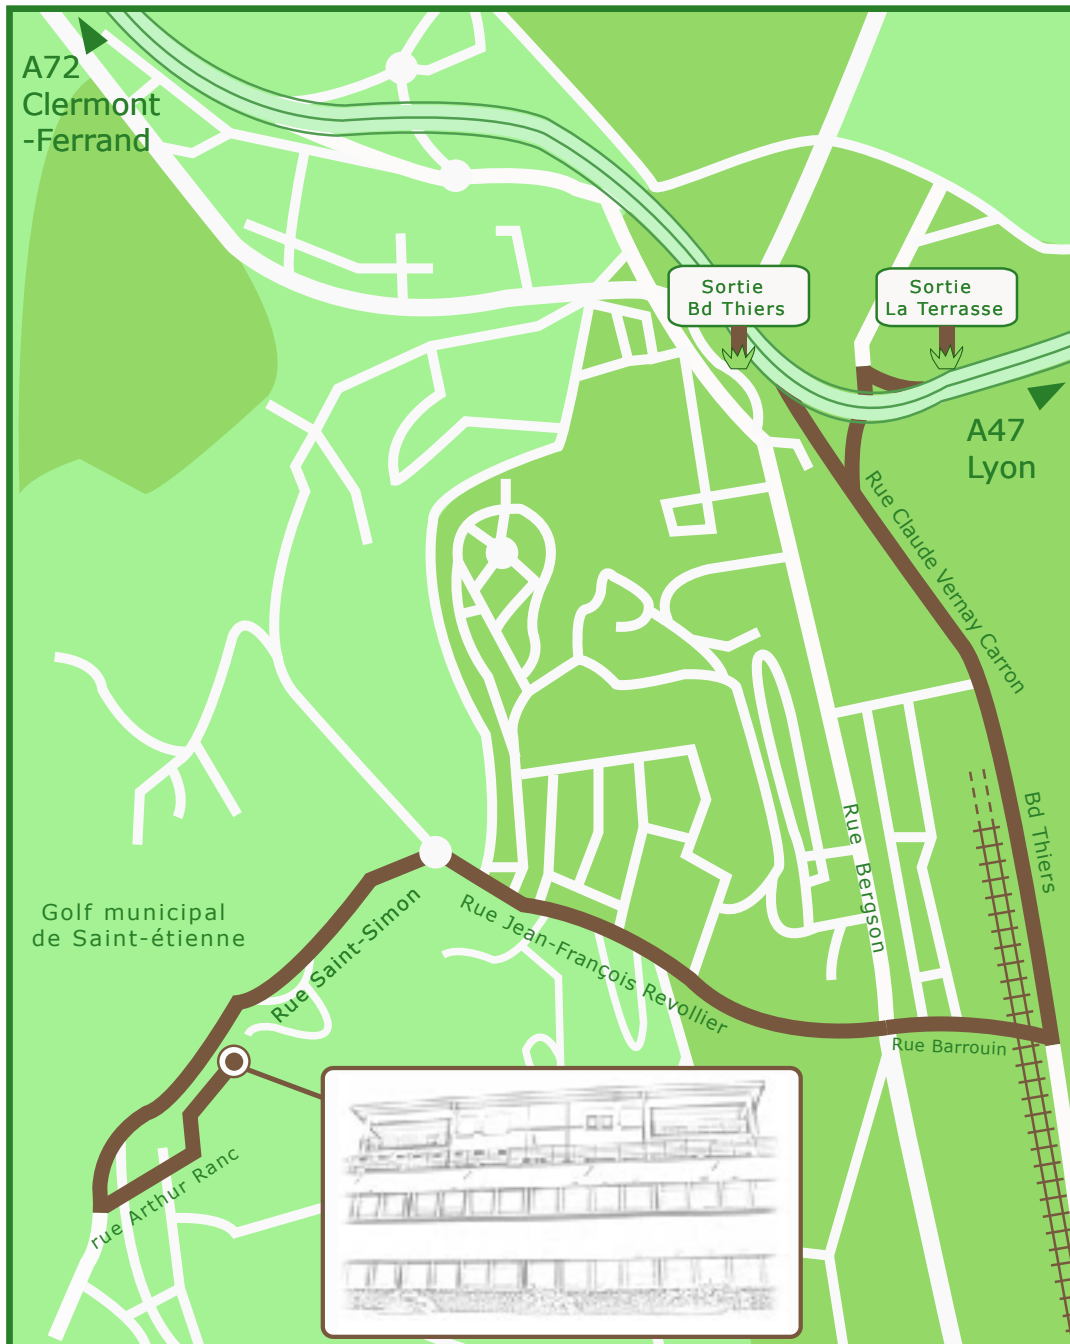 A72
Clermont
-Ferrand
Sortie
Bd Thiers
Sortie
La Terrasse
A47
Lyon
Rue Claude Vernay Carron
Bd Thiers
Rue Bergson
Golf municipal
de Saint-étienne
Rue Saint-Simon
Rue Jean-François Revollier
Rue Barrouin
rue Arthur Ranc